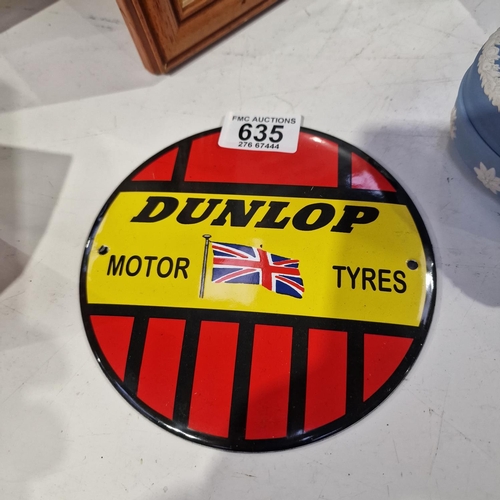 FMC AUCTIONS
635
276 67444
DUNLOP
MOTOR TYRES